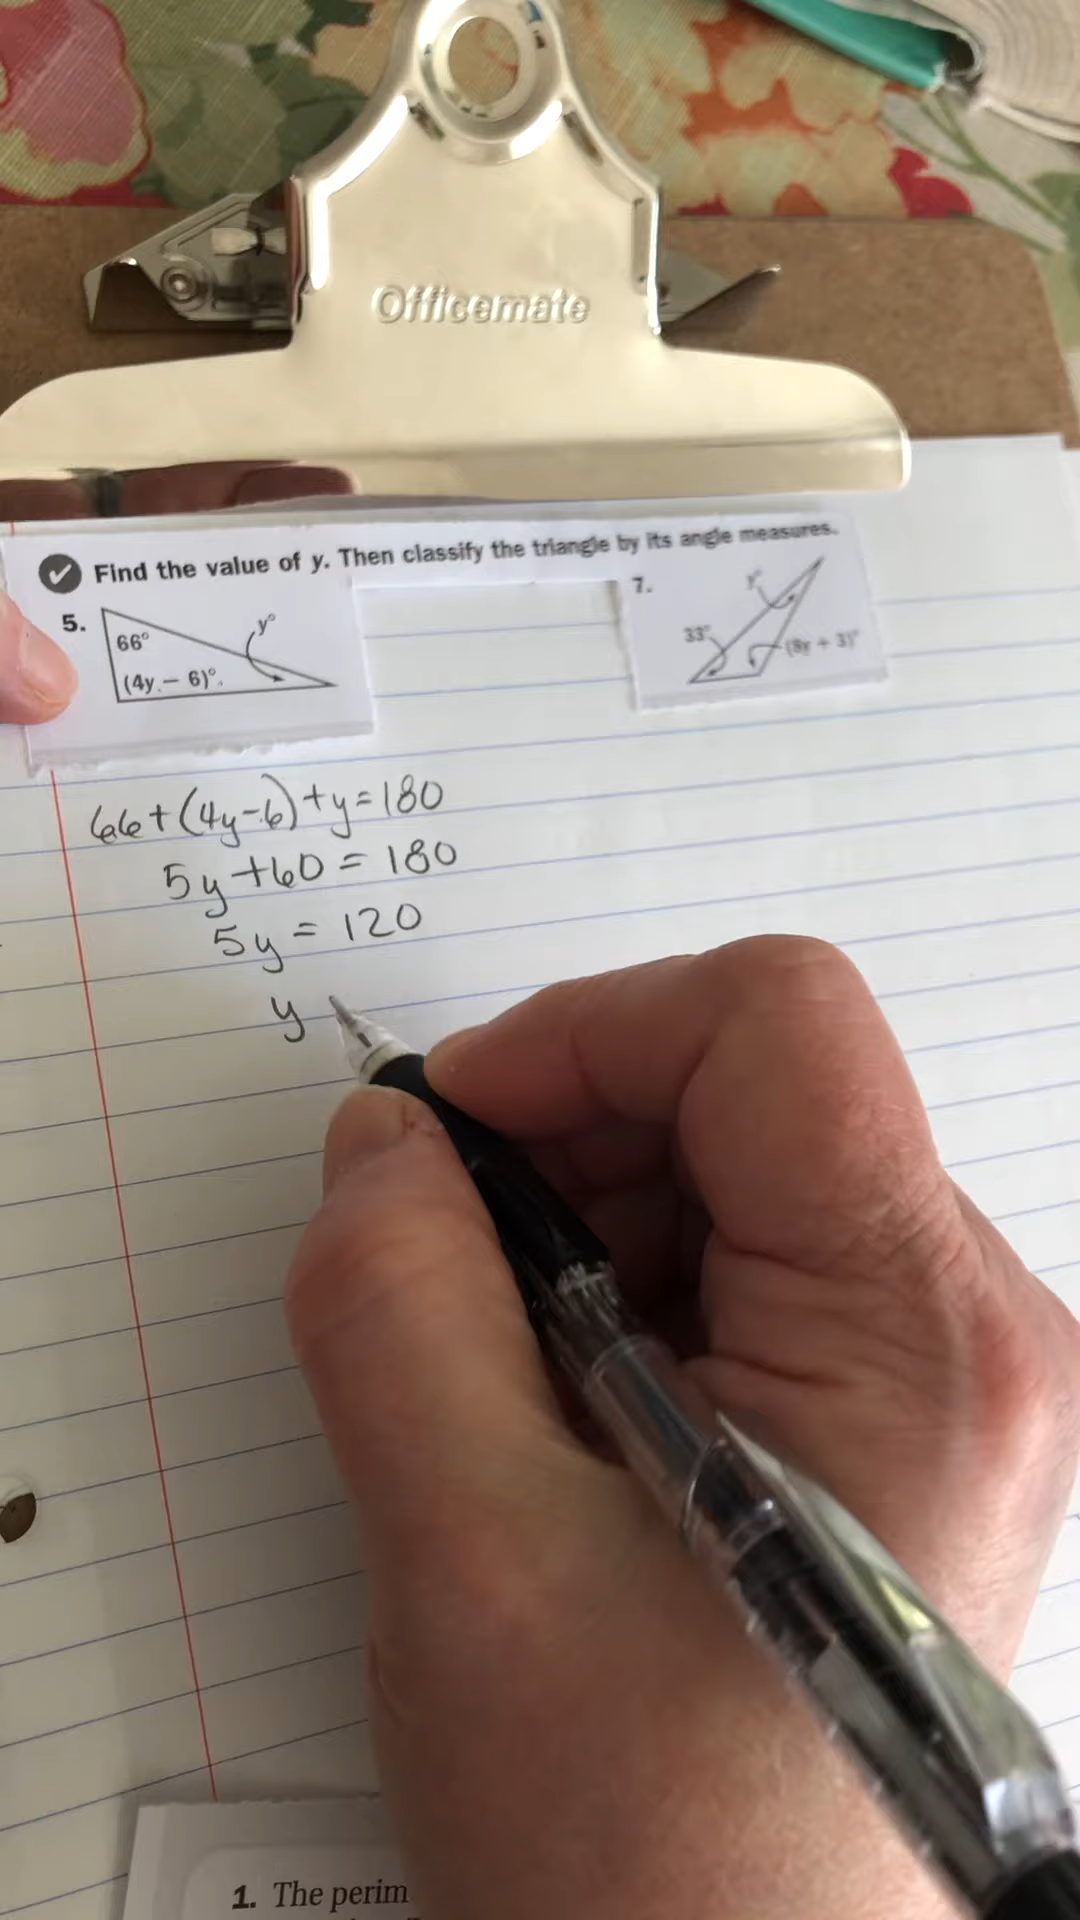 Officemate
Find the value of y. Then classify the triangle by its angle measures.
5.
66°
y°
(4y - 6)°.
7.
y°
33°
(8y + 3)°
66+(4y-6)+y=180
5y+60=180
5y=120
y
1. The perim